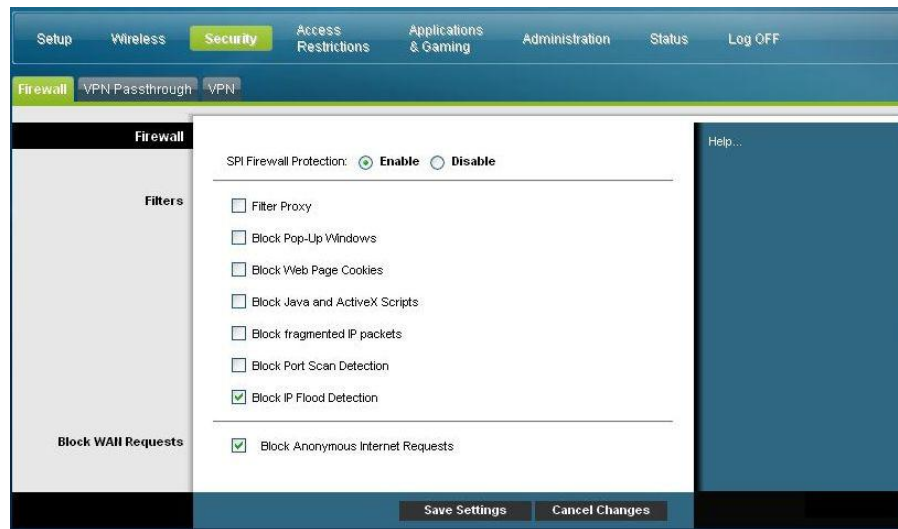 Setup Wireless Security Access Restrictions Applications & Gaming Administration Status Log OFF
Firewall VPN Passthrough VPN
Firewall
Help...
SPI Firewall Protection: Enable Disable
Filters
Filter Proxy
Block Pop-Up Windows
Block Web Page Cookies
Block Java and ActiveX Scripts
Block fragmented IP packets
Block Port Scan Detection
Block IP Flood Detection
Block WAN Requests
Block Anonymous Internet Requests
Save Settings Cancel Changes